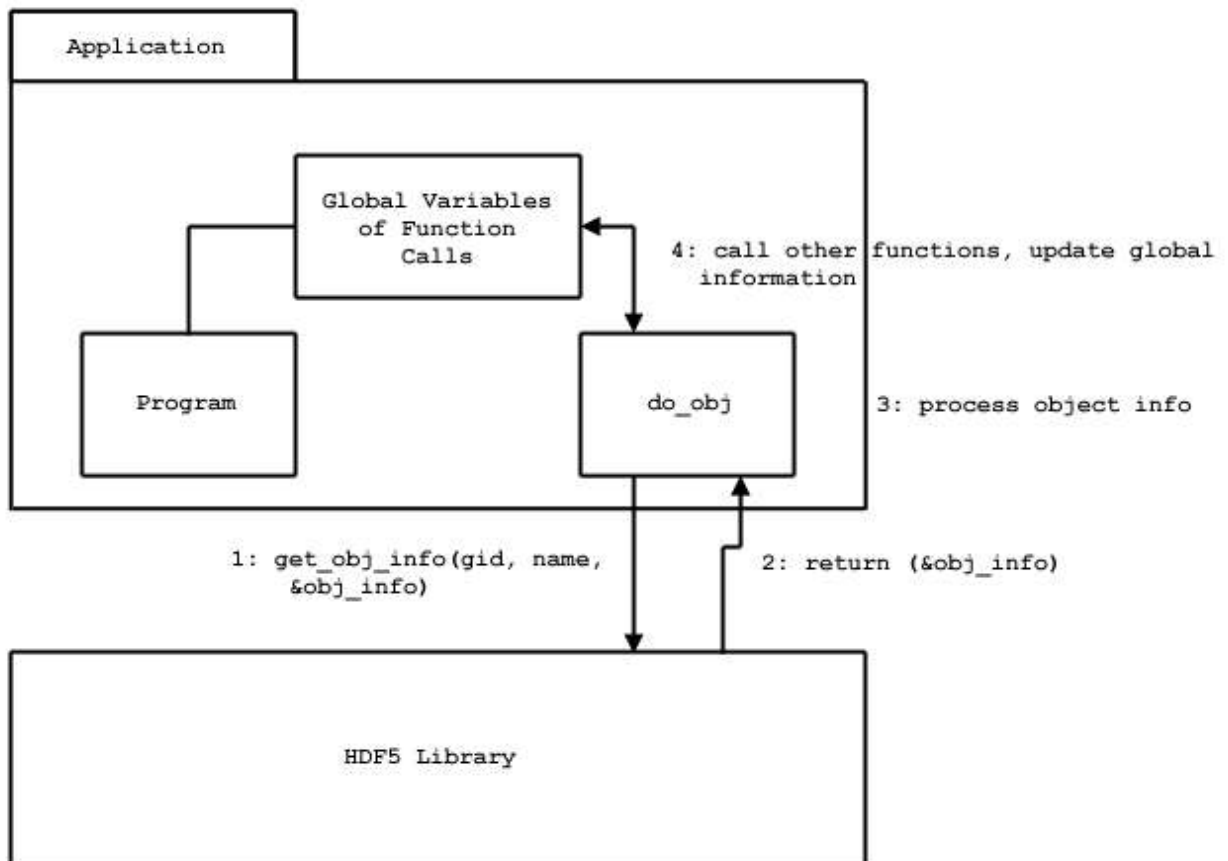 Application
Global Variables
of Function
Calls
4: call other functions, update global
information
Program
do_obj
3: process object info
1: get_obj_info(gid, name,
&obj_info)
2: return (&obj_info)
HDF5 Library